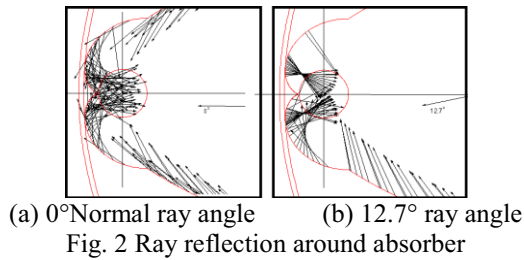 0°
12.7°
(a) 0°Normal ray angle (b) 12.7° ray angle
Fig. 2 Ray reflection around absorber